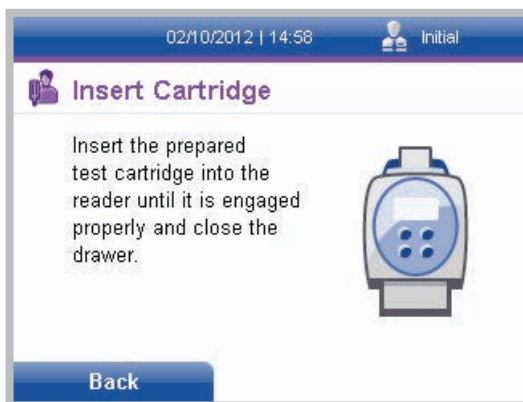 02/10/2012 | 14:58 Initial
Insert Cartridge
Insert the prepared
test cartridge into the
reader until it is engaged
properly and close the
drawer.
Back